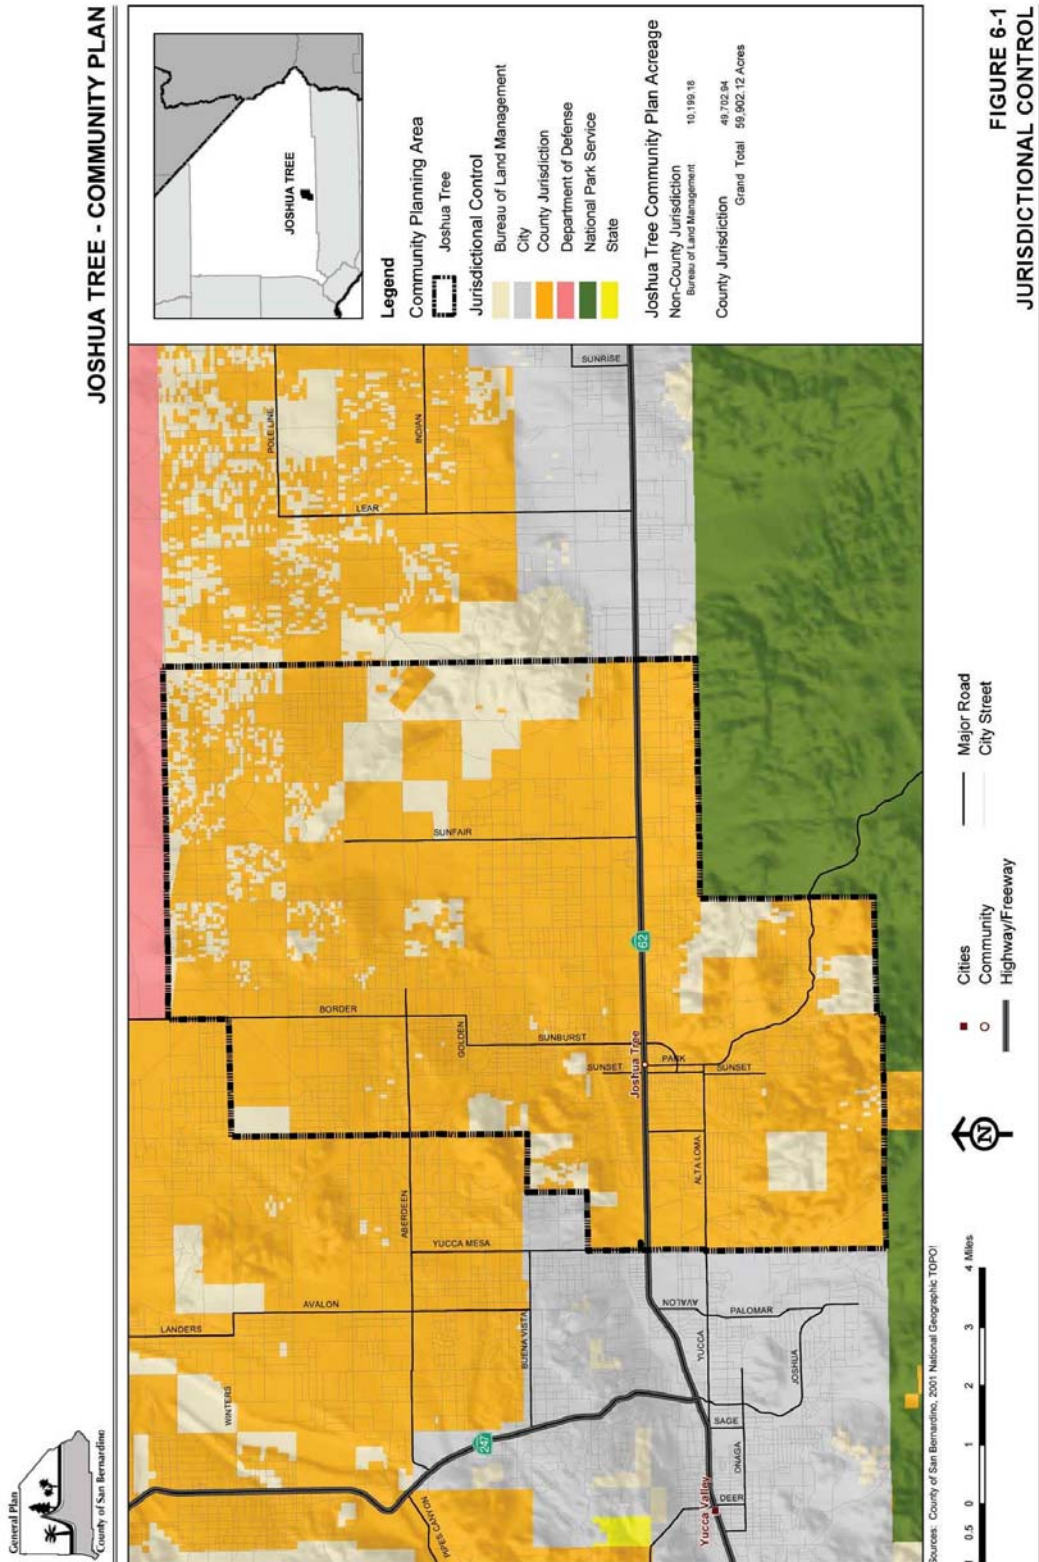 General Plan
County of San Bernardino
JOSHUA TREE - COMMUNITY PLAN
JOSHUA TREE
Legend
Community Planning Area
Joshua Tree
Jurisdictional Control
Bureau of Land Management
City
County Jurisdiction
Department of Defense
National Park Service
State
Joshua Tree Community Plan Acreage
Non-County Jurisdiction
Bureau of Land Management 10,199.18
County Jurisdiction 49,702.94
Grand Total 59,902.12 Acres
LANDERS
WINTERS
AVALON
BORDER
POLE LINE
LEAR
INDIAN
ABERDEEN
PIPES CANYON
YUCCA MESA
GOLDEN
SUNFAIR
247
BUENA VISTA
SUNBURST
SUNSET
SUNRISE
62
Joshua Tree
PARK
SUNSET
ALTA LOMA
AVALON
YUCCA
PALOMAR
JOSHUA
SAGE
ONAGA
DEER
Yucca Valley
Sources: County of San Bernardino, 2001 National Geographic TOPO!
0.5 0 1 2 3 4 Miles
N
Cities
Community
Highway/Freeway
Major Road
City Street
FIGURE 6-1
JURISDICTIONAL CONTROL